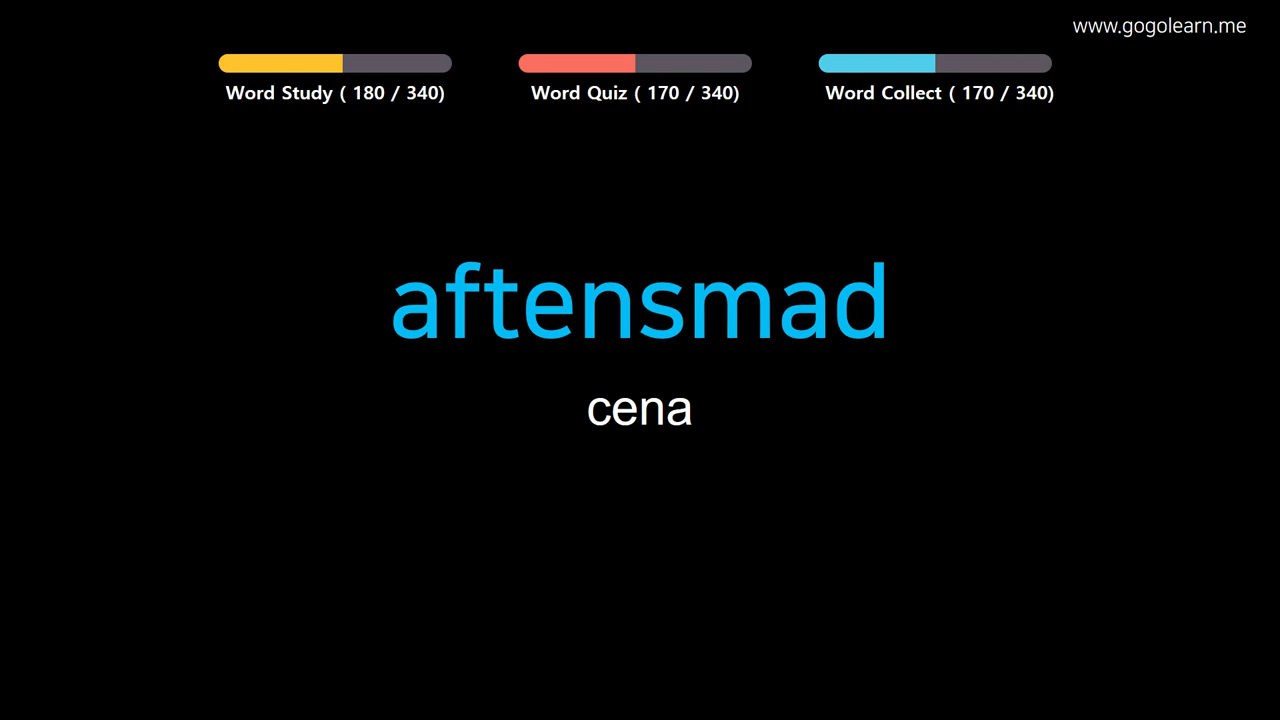 www.gogolearn.me
Word Study ( 180 / 340)
Word Quiz ( 170 / 340)
Word Collect ( 170 / 340)
aftensmad
cena